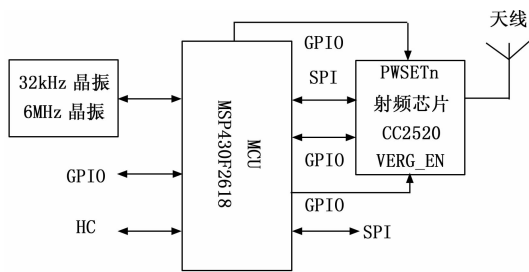 天线
GPIO
32kHz 晶振
6MHz 晶振
SPI
PWSETn
射频芯片
CC2520
VERG_EN
MCU
MSP430F2618
GPIO
GPIO
GPIO
HC
SPI